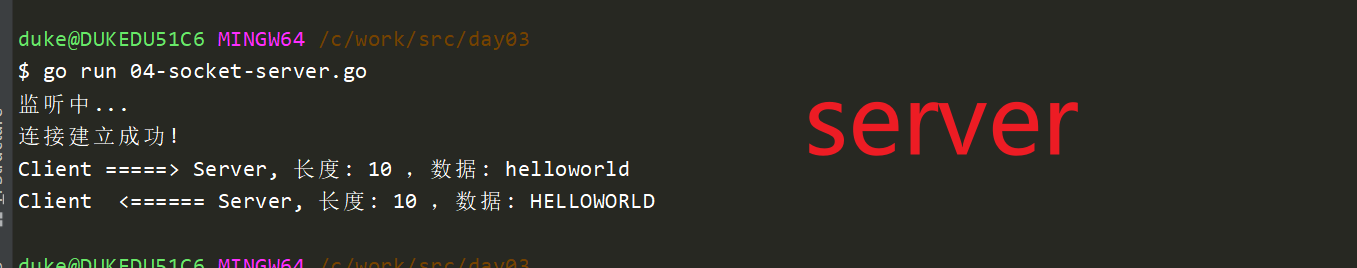 duke@DUKEDU51C6 MINGW64 /c/work/src/day03
$ go run 04-socket-server.go
监听中...
server
连接建立成功!
Client =====> Server, 长度: 10 , 数据: helloworld
Client  <====== Server, 长度: 10 , 数据: HELLOWORLD
duke@DUKEDU51C6 MINGW64 /c/work/src/day03